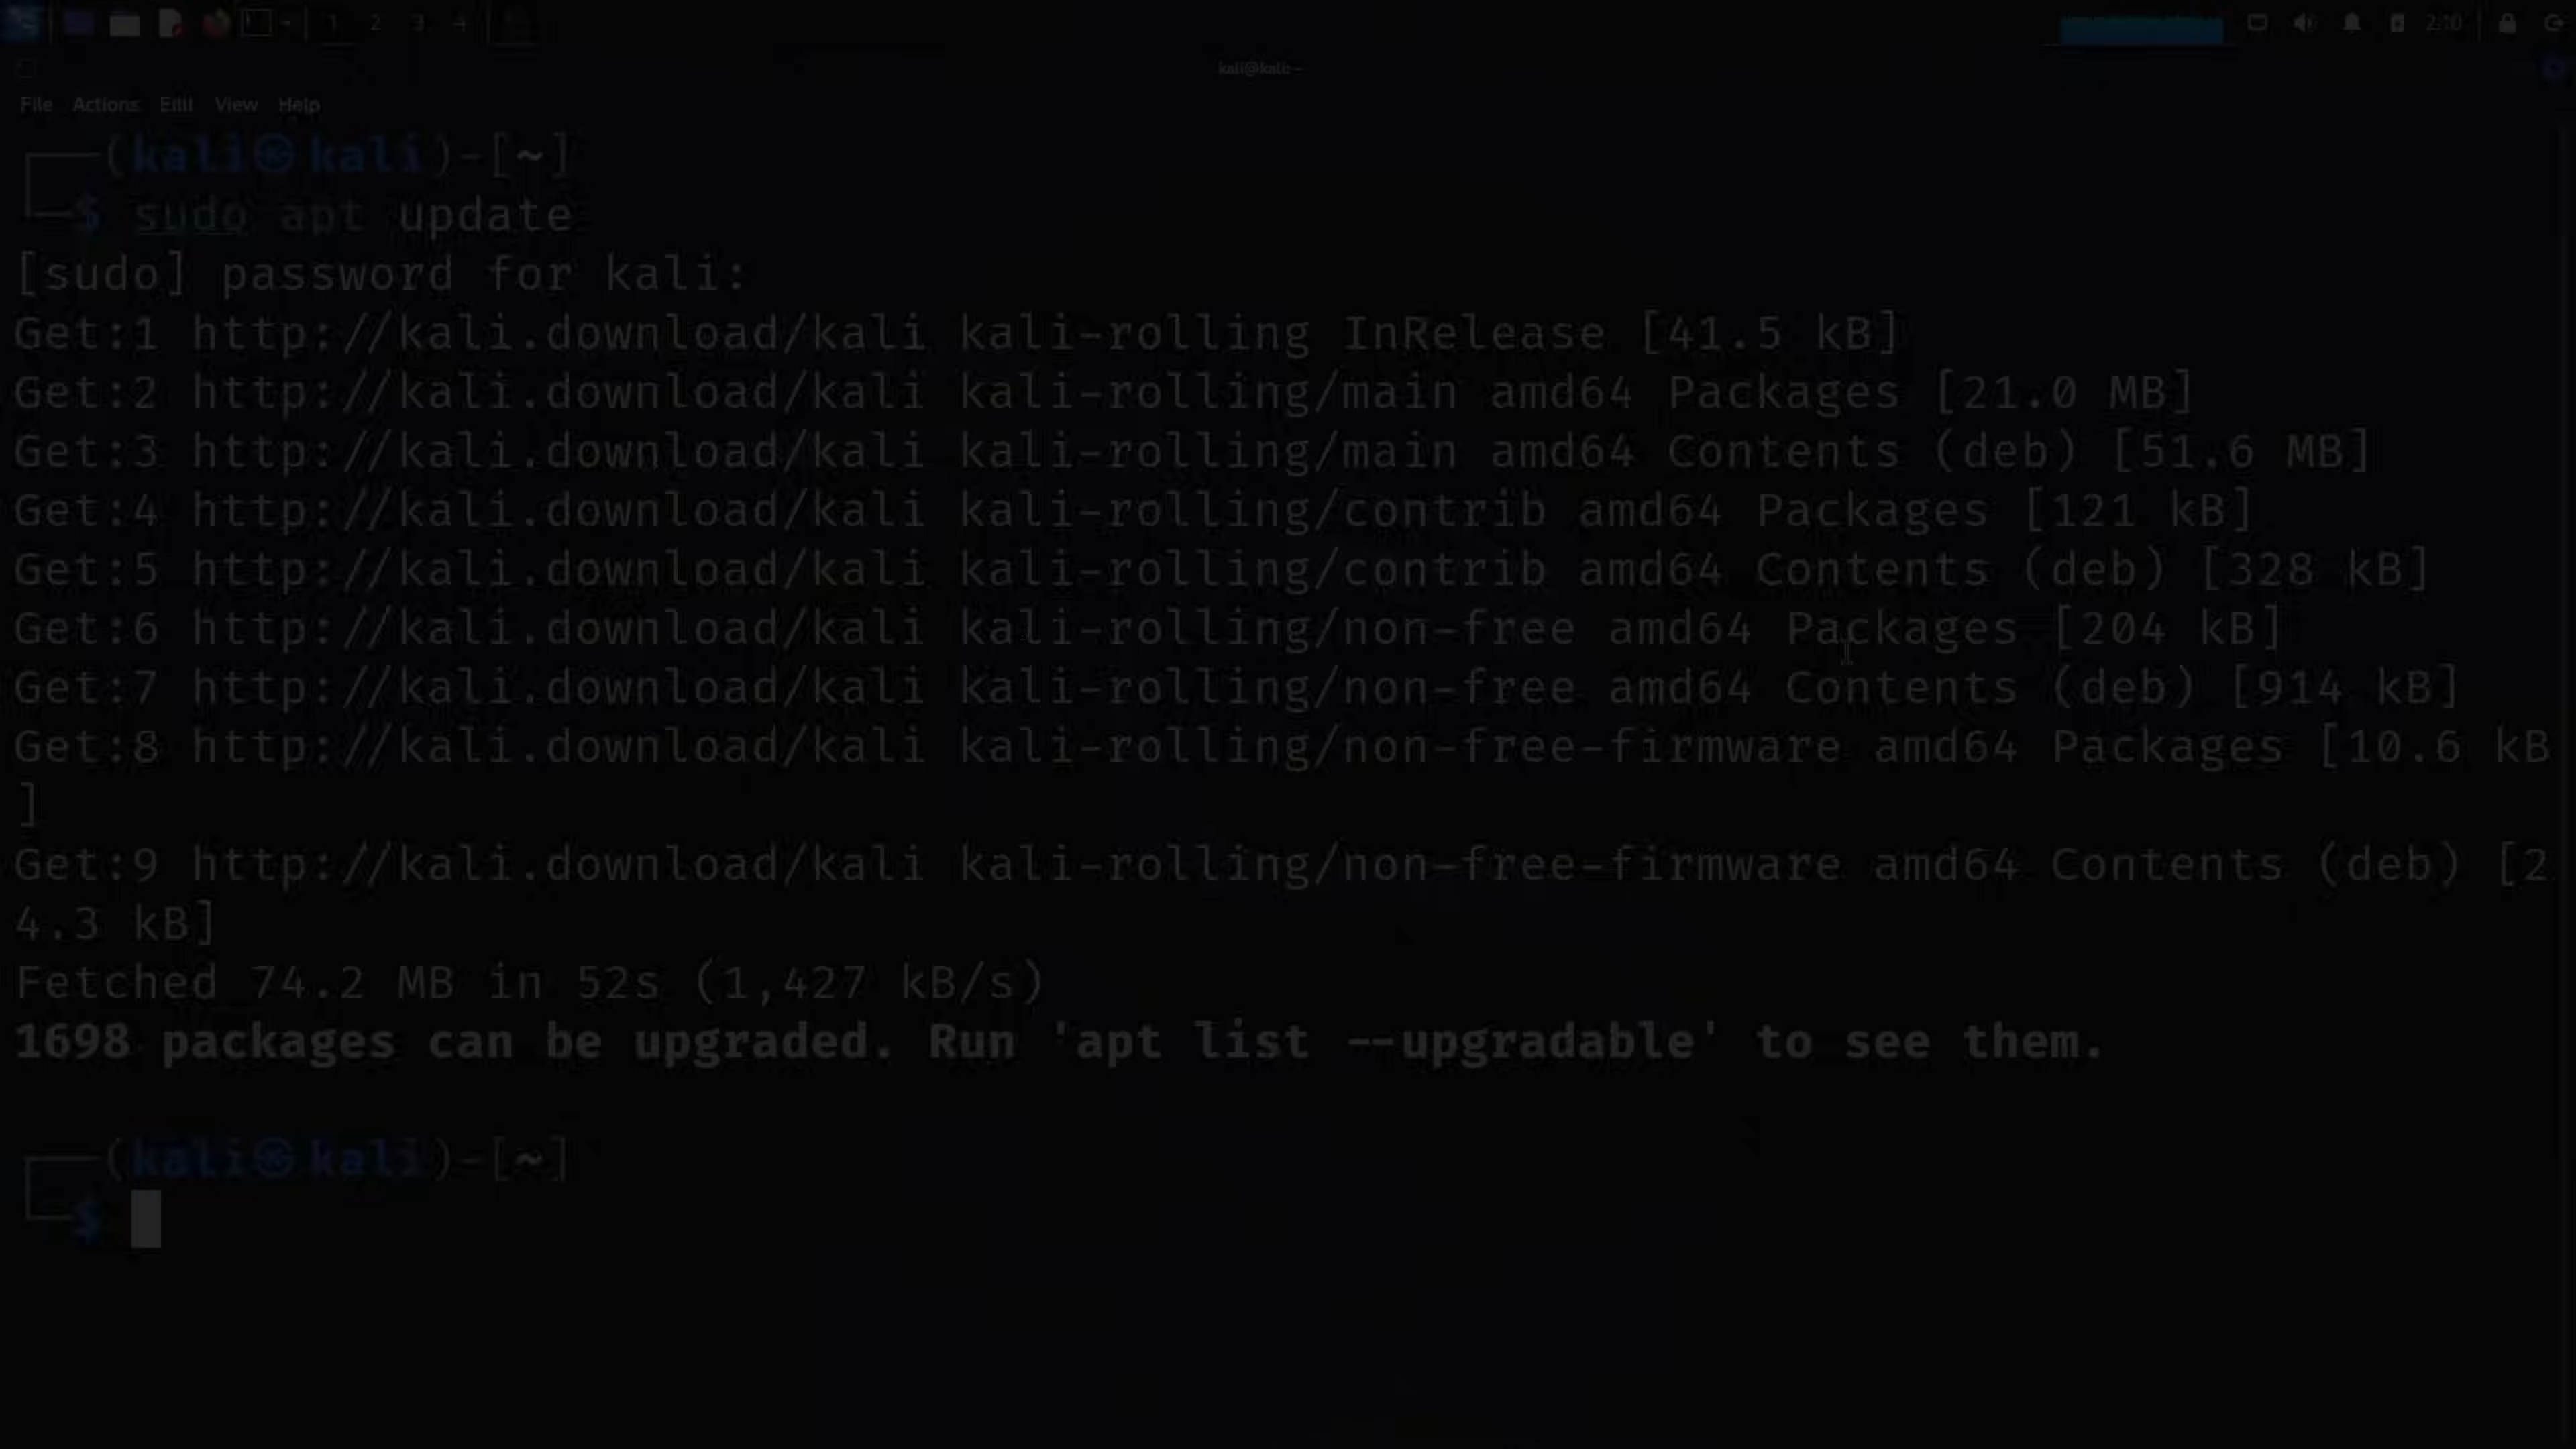 1 2 3 4 2:10
kali@kali:~
File Actions Edit View Help
┌──(kali㉿kali)-[~]
└─$ sudo apt update
[sudo] password for kali:
Get:1 http://kali.download/kali kali-rolling InRelease [41.5 kB]
Get:2 http://kali.download/kali kali-rolling/main amd64 Packages [21.0 MB]
Get:3 http://kali.download/kali kali-rolling/main amd64 Contents (deb) [51.6 MB]
Get:4 http://kali.download/kali kali-rolling/contrib amd64 Packages [121 kB]
Get:5 http://kali.download/kali kali-rolling/contrib amd64 Contents (deb) [328 kB]
Get:6 http://kali.download/kali kali-rolling/non-free amd64 Packages [204 kB]
Get:7 http://kali.download/kali kali-rolling/non-free amd64 Contents (deb) [914 kB]
Get:8 http://kali.download/kali kali-rolling/non-free-firmware amd64 Packages [10.6 kB
]
Get:9 http://kali.download/kali kali-rolling/non-free-firmware amd64 Contents (deb) [2
4.3 kB]
Fetched 74.2 MB in 52s (1,427 kB/s)
1698 packages can be upgraded. Run 'apt list --upgradable' to see them.
┌──(kali㉿kali)-[~]
└─$